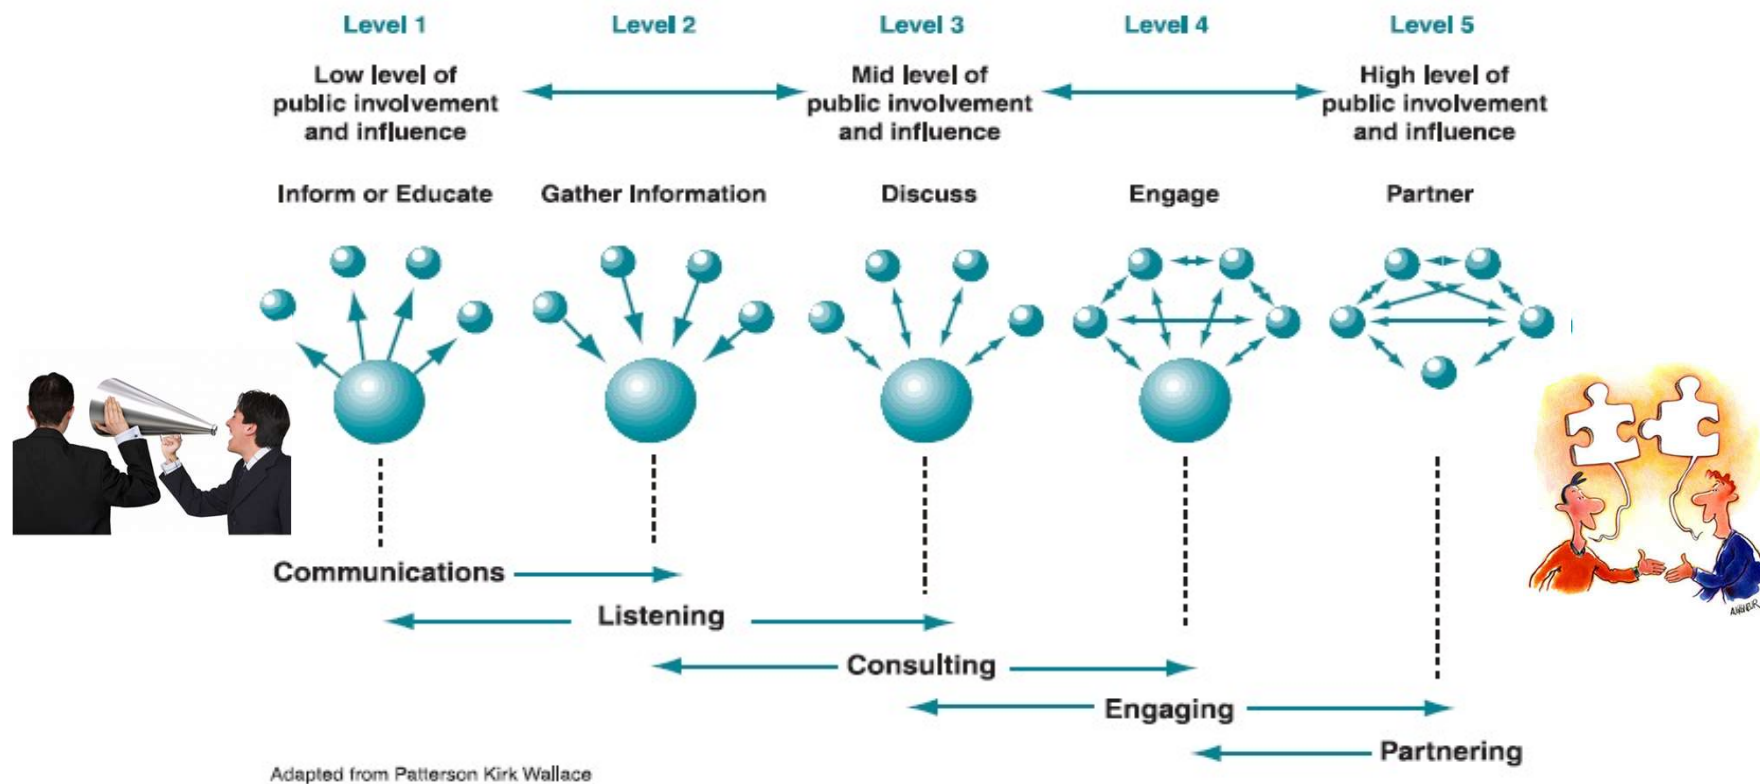 Level 1 Level 2 Level 3 Level 4 Level 5
Low level of
public involvement
and influence
Mid level of
public involvement
and influence
High level of
public involvement
and influence
Inform or Educate Gather Information Discuss Engage Partner
Communications
Listening
Consulting
Engaging
Partnering
Adapted from Patterson Kirk Wallace